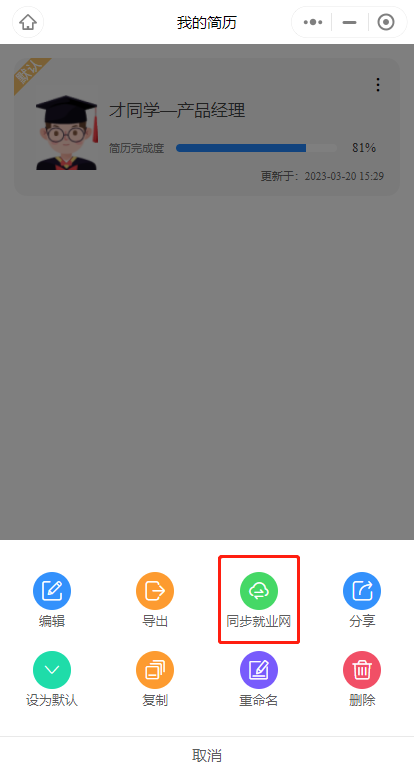 我的简历
默认
才同学—产品经理
简历完成度 81%
更新于：2023-03-20 15:29
编辑 导出 同步就业网 分享
设为默认 复制 重命名 删除
取消